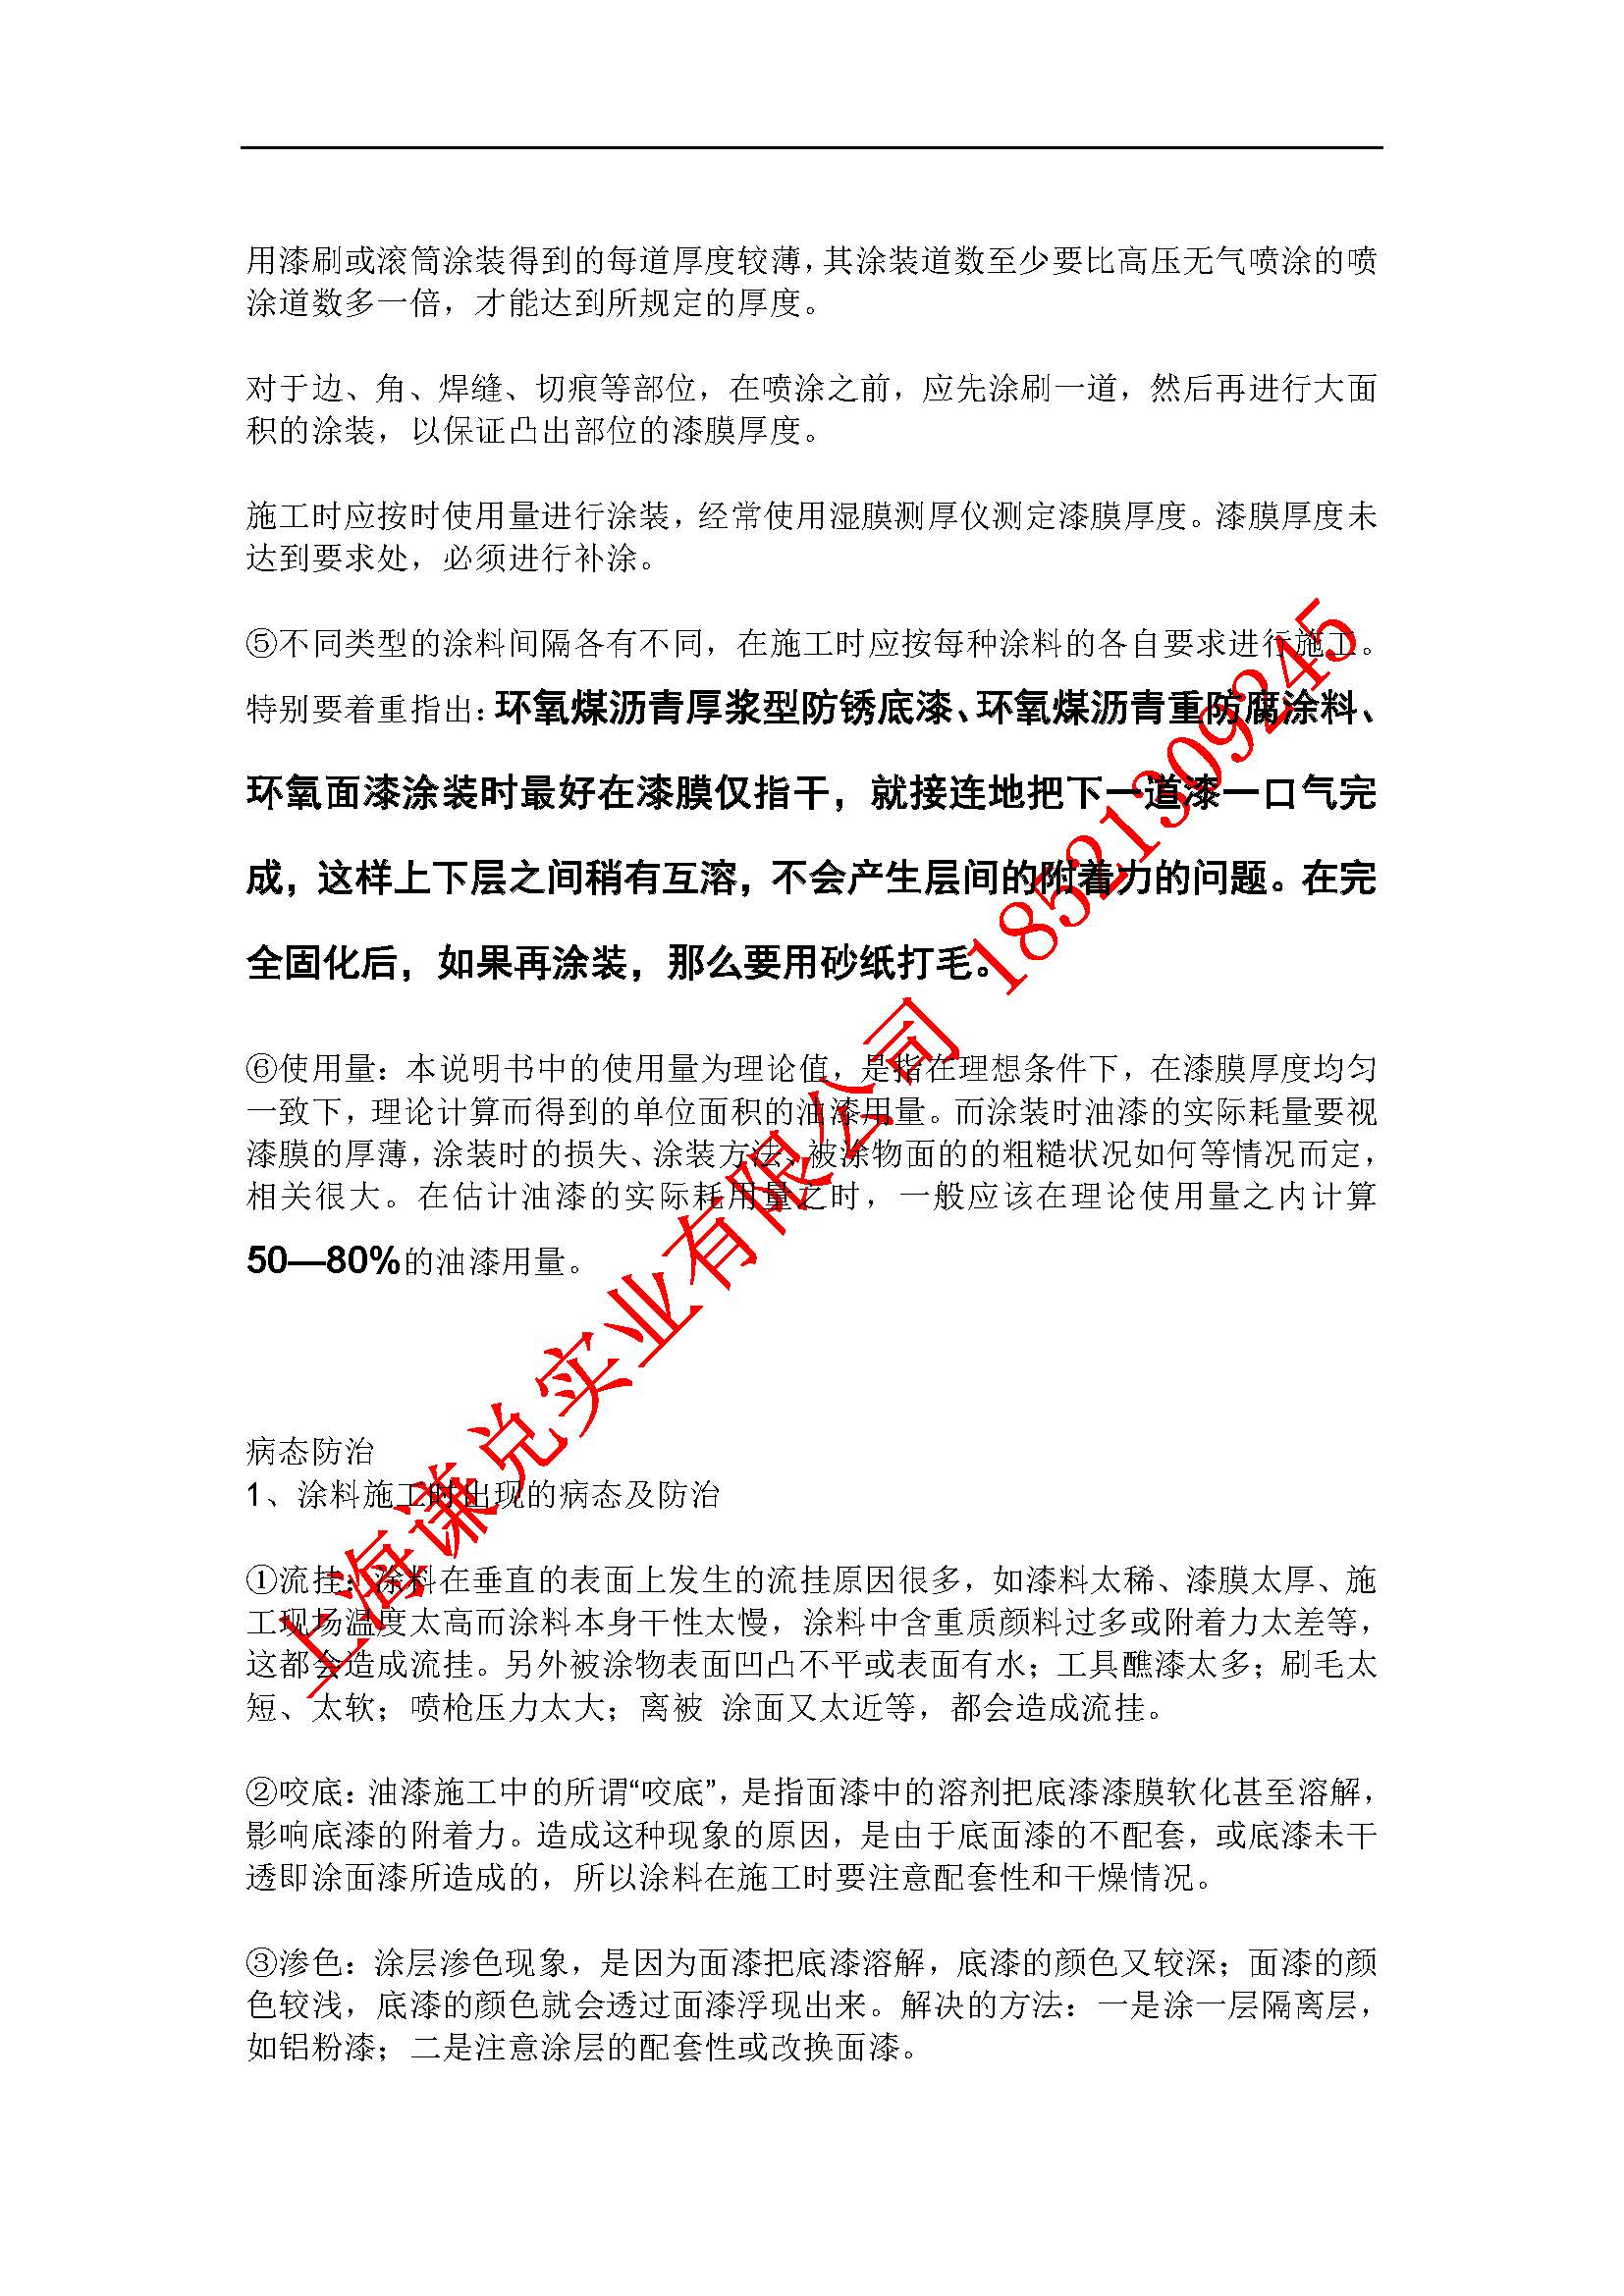 用漆刷或滚筒涂装得到的每道厚度较薄，其涂装道数至少要比高压无气喷涂的喷
涂道数多一倍，才能达到所规定的厚度。
对于边、角、焊缝、切痕等部位，在喷涂之前，应先涂刷一道，然后再进行大面
积的涂装，以保证凸出部位的漆膜厚度。
施工时应按时使用量进行涂装，经常使用湿膜测厚仪测定漆膜厚度。漆膜厚度未
达到要求处，必须进行补涂。
⑤不同类型的涂料间隔各有不同，在施工时应按每种涂料的各自要求进行施工。
特别要着重指出：环氧煤沥青厚浆型防锈底漆、环氧煤沥青重防腐涂料、
环氧面漆涂装时最好在漆膜仅指干，就接连地把下一道漆一口气完
成，这样上下层之间稍有互溶，不会产生层间的附着力的问题。在完
全固化后，如果再涂装，那么要用砂纸打毛。
⑥使用量：本说明书中的使用量为理论值，是指在理想条件下，在漆膜厚度均匀
一致下，理论计算而得到的单位面积的油漆用量。而涂装时油漆的实际耗量要视
漆膜的厚薄，涂装时的损失、涂装方法、被涂物面的的粗糙状况如何等情况而定，
相关很大。在估计油漆的实际耗用量之时，一般应该在理论使用量之内计算
50—80%的油漆用量。
病态防治
1、涂料施工时出现的病态及防治
①流挂：涂料在垂直的表面上发生的流挂原因很多，如漆料太稀、漆膜太厚、施
工现场温度太高而涂料本身干性太慢，涂料中含重质颜料过多或附着力太差等，
这都会造成流挂。另外被涂物表面凹凸不平或表面有水；工具醮漆太多；刷毛太
短、太软；喷枪压力太大；离被 涂面又太近等，都会造成流挂。
②咬底：油漆施工中的所谓“咬底”，是指面漆中的溶剂把底漆漆膜软化甚至溶解，
影响底漆的附着力。造成这种现象的原因，是由于底面漆的不配套，或底漆未干
透即涂面漆所造成的，所以涂料在施工时要注意配套性和干燥情况。
③渗色：涂层渗色现象，是因为面漆把底漆溶解，底漆的颜色又较深；面漆的颜
色较浅，底漆的颜色就会透过面漆浮现出来。解决的方法：一是涂一层隔离层，
如铝粉漆；二是注意涂层的配套性或改换面漆。
上海谦兑实业有限公司 18521309245